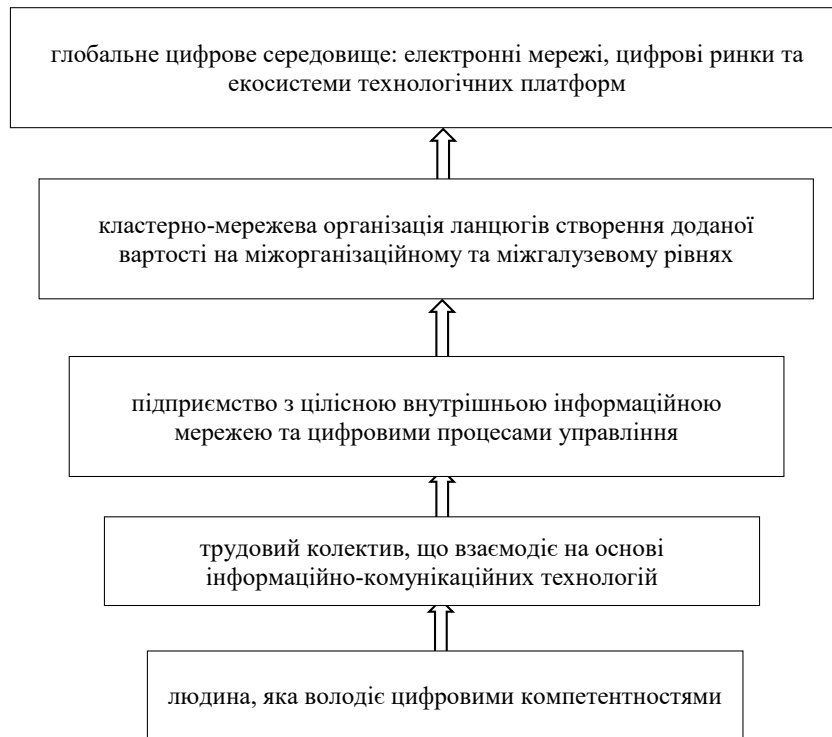 глобальне цифрове середовище: електронні мережі, цифрові ринки та
екосистеми технологічних платформ
кластерно-мережева організація ланцюгів створення доданої
вартості на міжорганізаційному та міжгалузевому рівнях
підприємство з цілісною внутрішньою інформаційною
мережею та цифровими процесами управління
трудовий колектив, що взаємодіє на основі
інформаційно-комунікаційних технологій
людина, яка володіє цифровими компетентностями